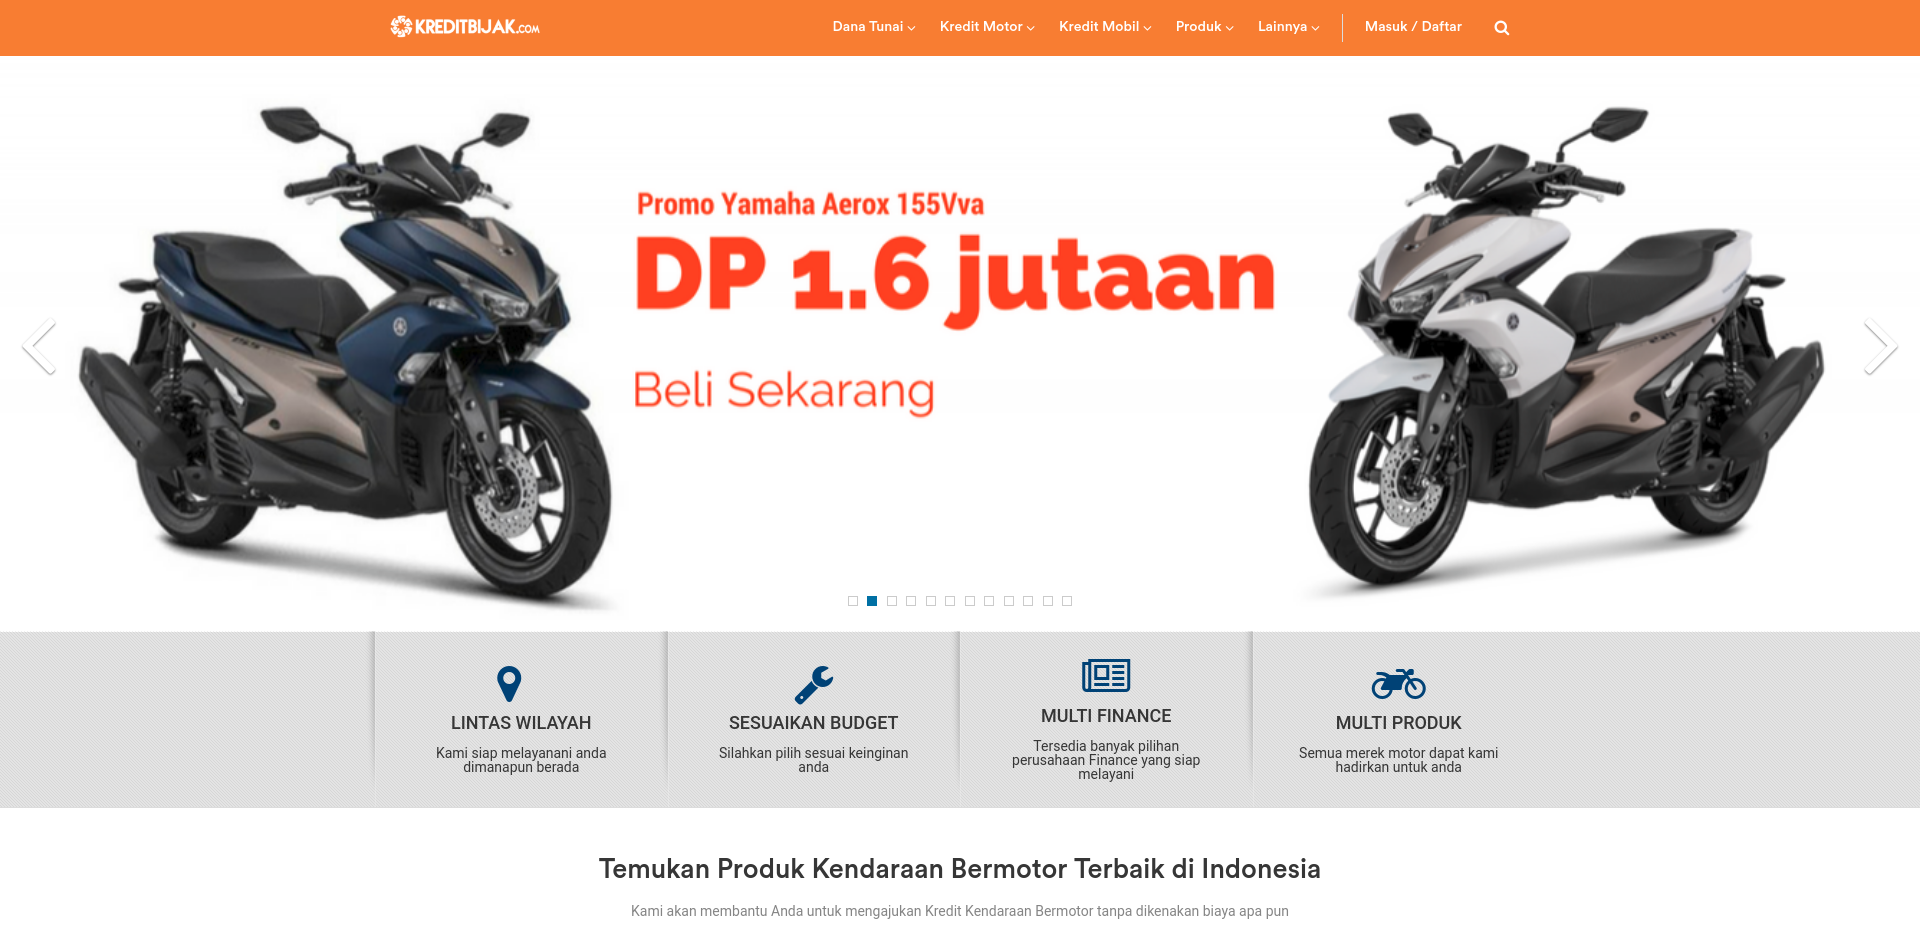 KREDITBIJAK.COM
Dana Tunai
Kredit Motor
Kredit Mobil
Produk
Lainnya
Masuk / Daftar
Promo Yamaha Aerox 155Vva
DP 1.6 jutaan
Beli Sekarang
LINTAS WILAYAH
Kami siap melayanani anda
dimanapun berada
SESUAIKAN BUDGET
Silahkan pilih sesuai keinginan
anda
MULTI FINANCE
Tersedia banyak pilihan
perusahaan Finance yang siap
melayani
MULTI PRODUK
Semua merek motor dapat kami
hadirkan untuk anda
Temukan Produk Kendaraan Bermotor Terbaik di Indonesia
Kami akan membantu Anda untuk mengajukan Kredit Kendaraan Bermotor tanpa dikenakan biaya apa pun